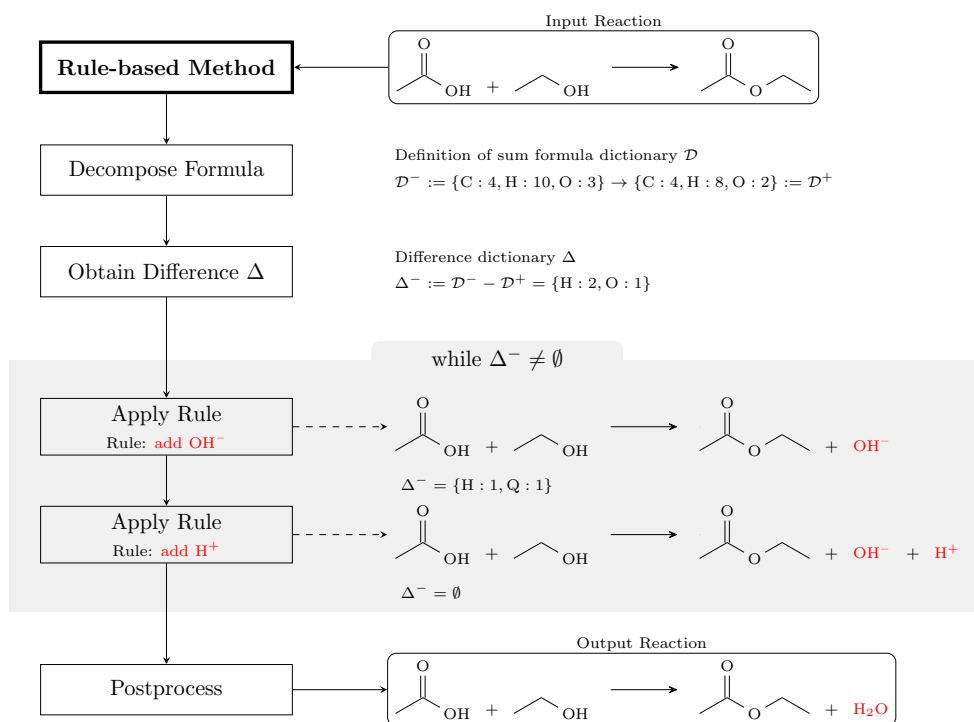 Input Reaction
Rule-based Method
O
OH
+
OH
O
O
Decompose Formula
Definition of sum formula dictionary 𝒟
𝒟⁻ := {C : 4, H : 10, O : 3} → {C : 4, H : 8, O : 2} := 𝒟⁺
Obtain Difference Δ
Difference dictionary Δ
Δ⁻ := 𝒟⁻ − 𝒟⁺ = {H : 2, O : 1}
while Δ⁻ ≠ ∅
Apply Rule
Rule: add OH⁻
O
OH
+
OH
O
O
+ OH⁻
Δ⁻ = {H : 1, Q : 1}
Apply Rule
Rule: add H⁺
O
OH
+
OH
O
O
+ OH⁻ + H⁺
Δ⁻ = ∅
Output Reaction
Postprocess
O
OH
+
OH
O
O
+ H₂O